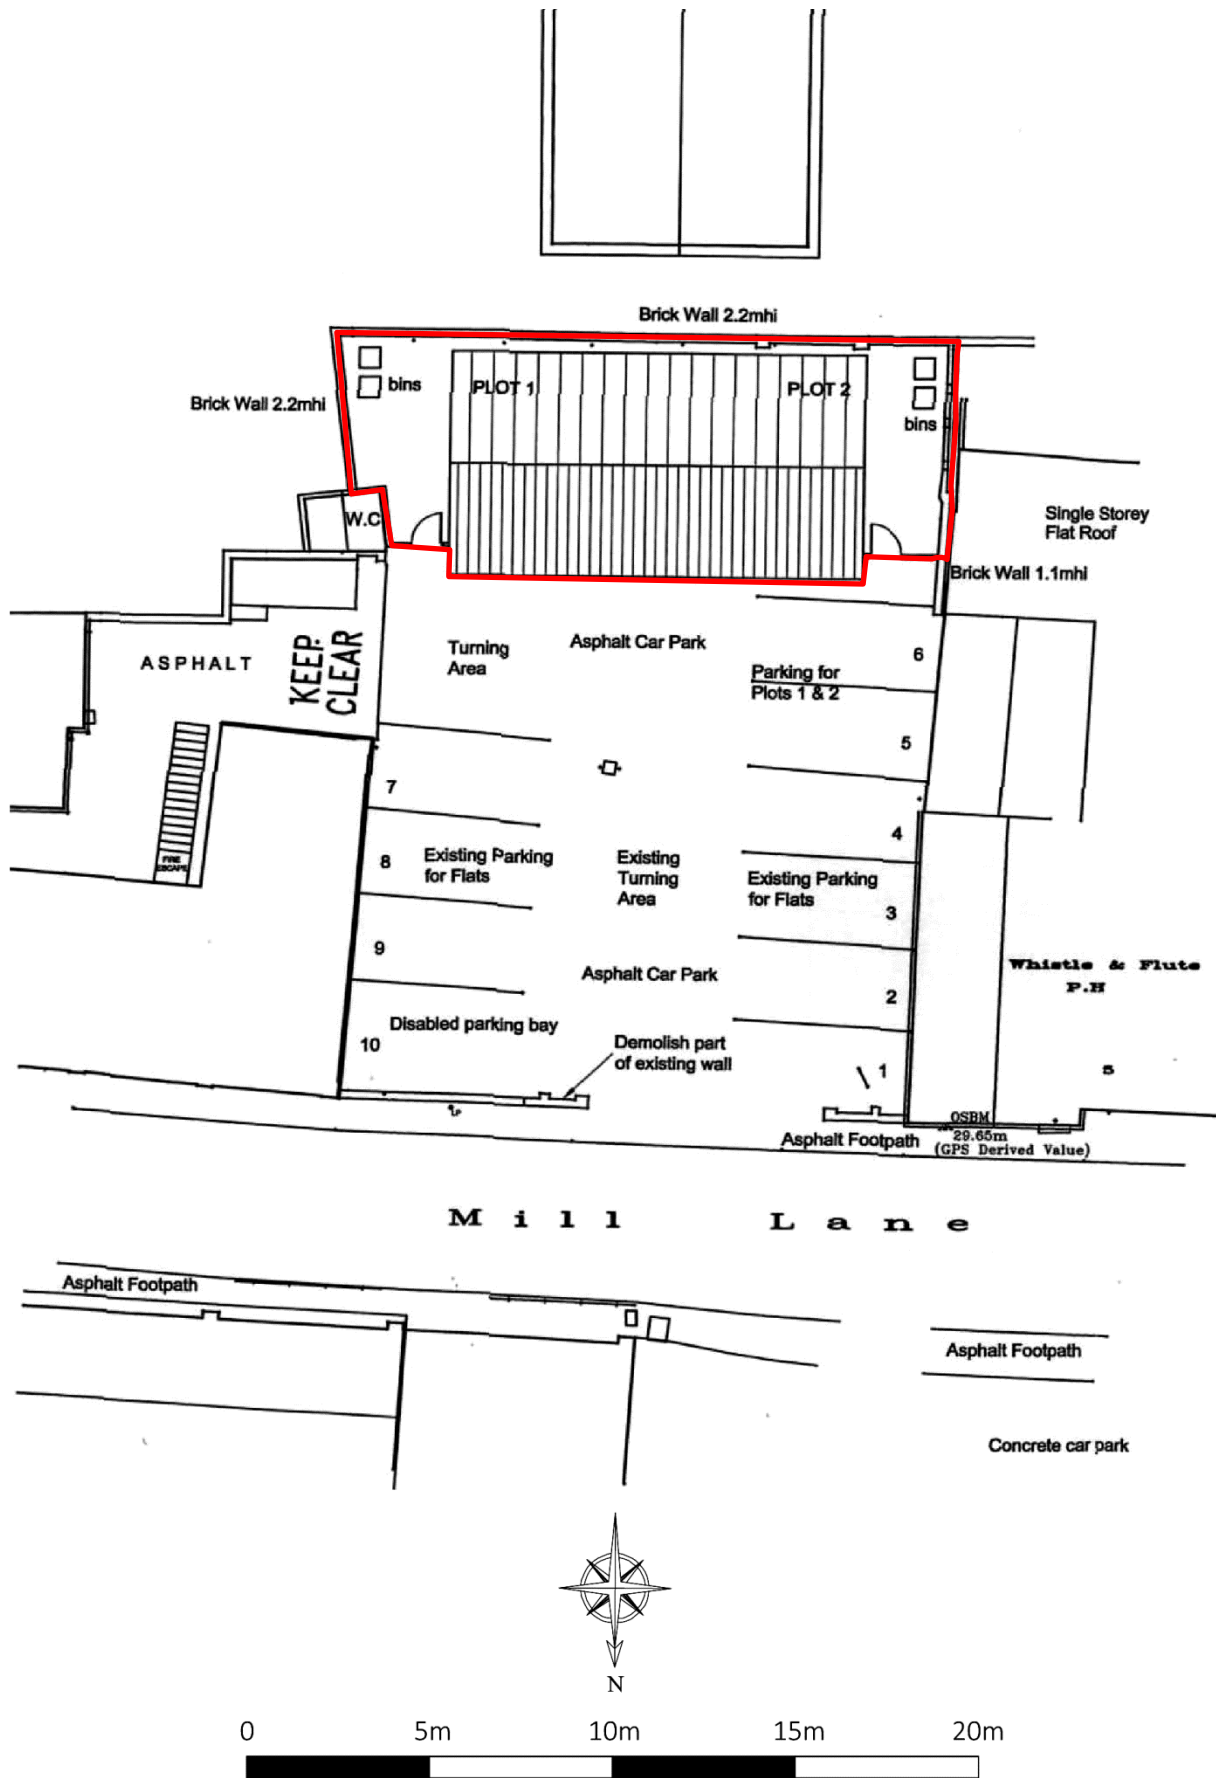 Brick Wall 2.2mhi
bins
PLOT 1
PLOT 2
Brick Wall 2.2mhi
bins
W.C
Single Storey
Flat Roof
Brick Wall 1.1mhi
ASPHALT
KEEP
CLEAR
Turning
Area
Asphalt Car Park
6
Parking for
Plots 1 & 2
5
7
4
8
Existing Parking
for Flats
Existing
Turning
Area
Existing Parking
for Flats
3
FIRE
ESCAPE
9
Asphalt Car Park
2
Whistle & Flute
P.H
Disabled parking bay
10
Demolish part
of existing wall
1
5
LP
OSBM
29.65m
(GPS Derived Value)
Asphalt Footpath
Mill Lane
Asphalt Footpath
Asphalt Footpath
Concrete car park
N
0 5m 10m 15m 20m